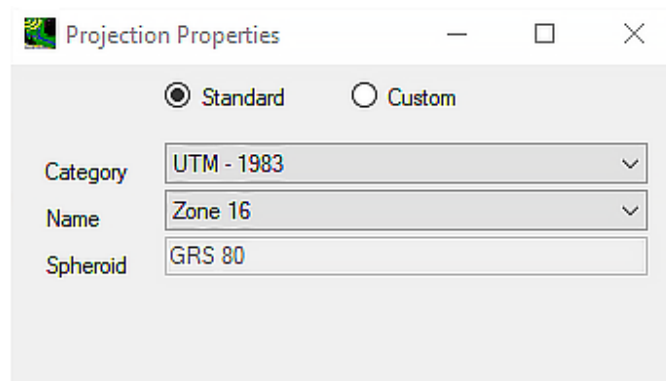 Projection Properties
Standard Custom
Category UTM - 1983
Name Zone 16
Spheroid GRS 80